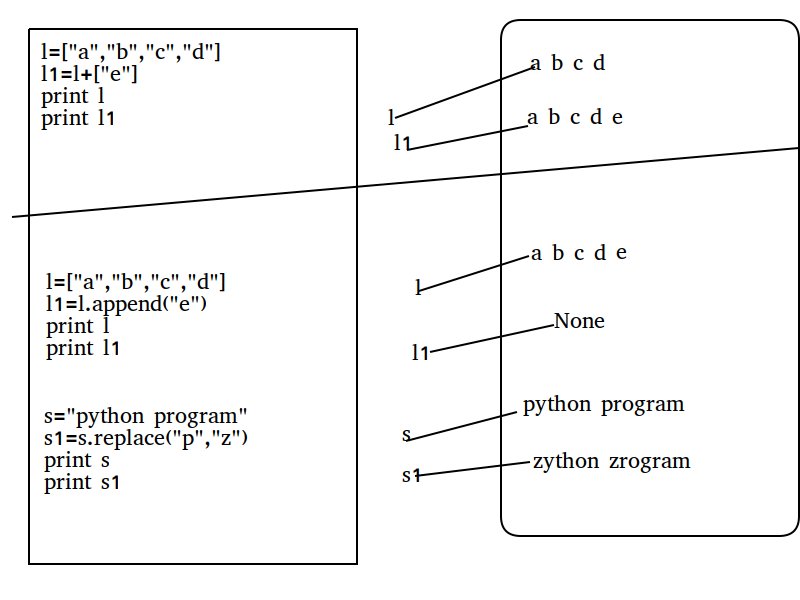 l=["a","b","c","d"]
l1=l+["e"]
print l
print l1
l
l1
a b c d
a b c d e
l=["a","b","c","d"]
l1=l.append("e")
print l
print l1
l
l1
a b c d e
None
s="python program"
s1=s.replace("p","z")
print s
print s1
s
s1
python program
zython zrogram